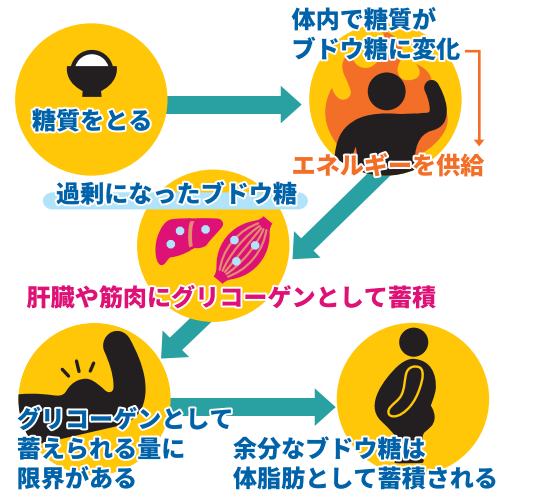 体内で糖質が
ブドウ糖に変化
糖質をとる
エネルギーを供給
過剰になったブドウ糖
肝臓や筋肉にグリコーゲンとして蓄積
グリコーゲンとして
蓄えられる量に
限界がある
余分なブドウ糖は
体脂肪として蓄積される